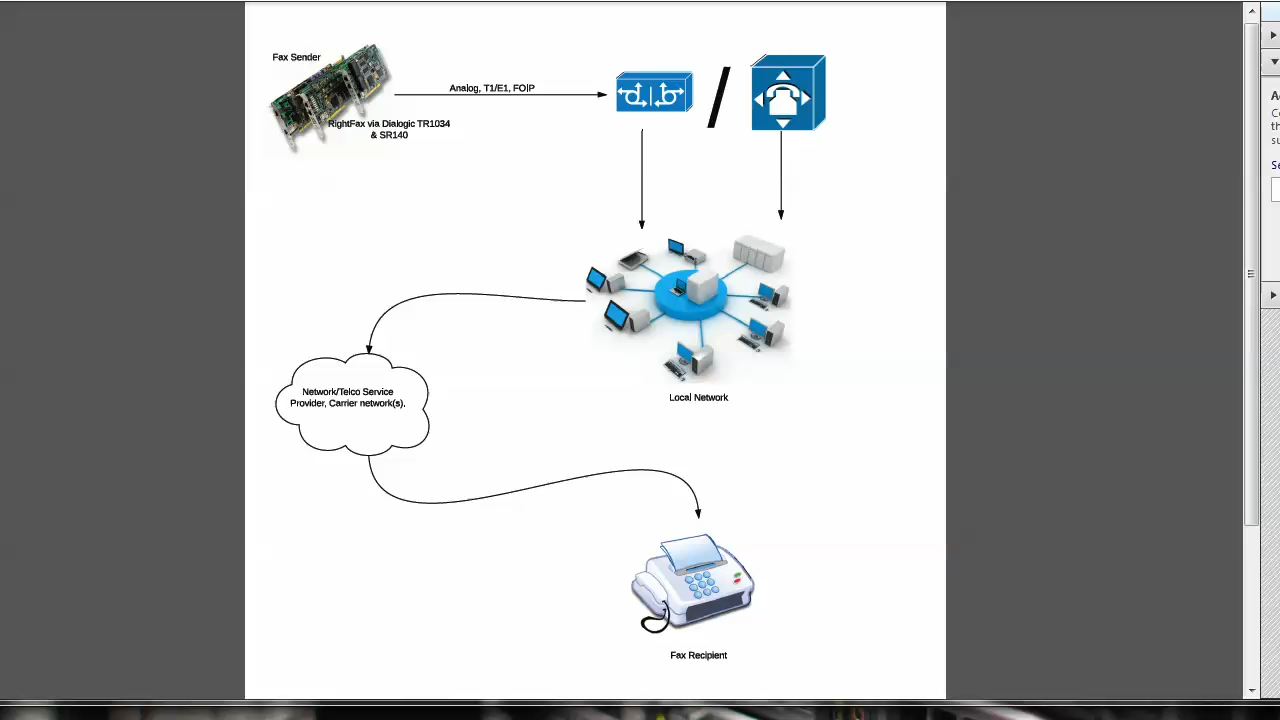 Fax Sender
Analog, T1/E1, FOIP
RightFax via Dialogic TR1034
& SR140
Local Network
Network/Telco Service
Provider, Carrier network(s).
Fax Recipient